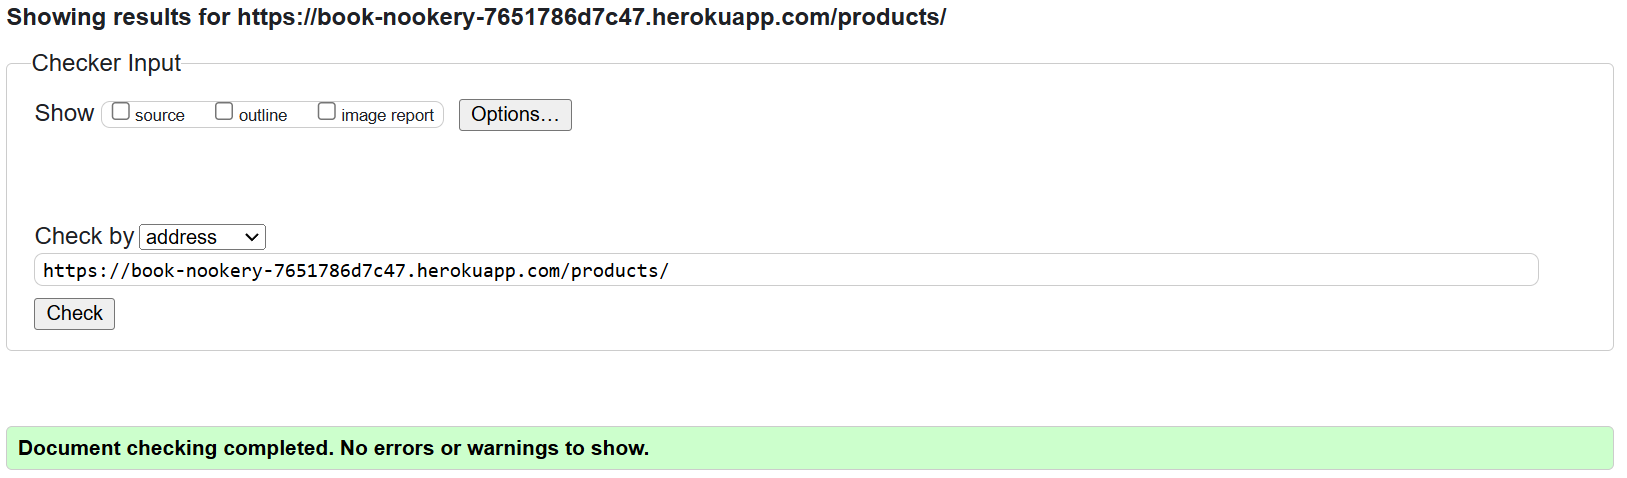 Showing results for https://book-nookery-7651786d7c47.herokuapp.com/products/
Checker Input
Show source outline image report Options...
Check by address
https://book-nookery-7651786d7c47.herokuapp.com/products/
Check
Document checking completed. No errors or warnings to show.